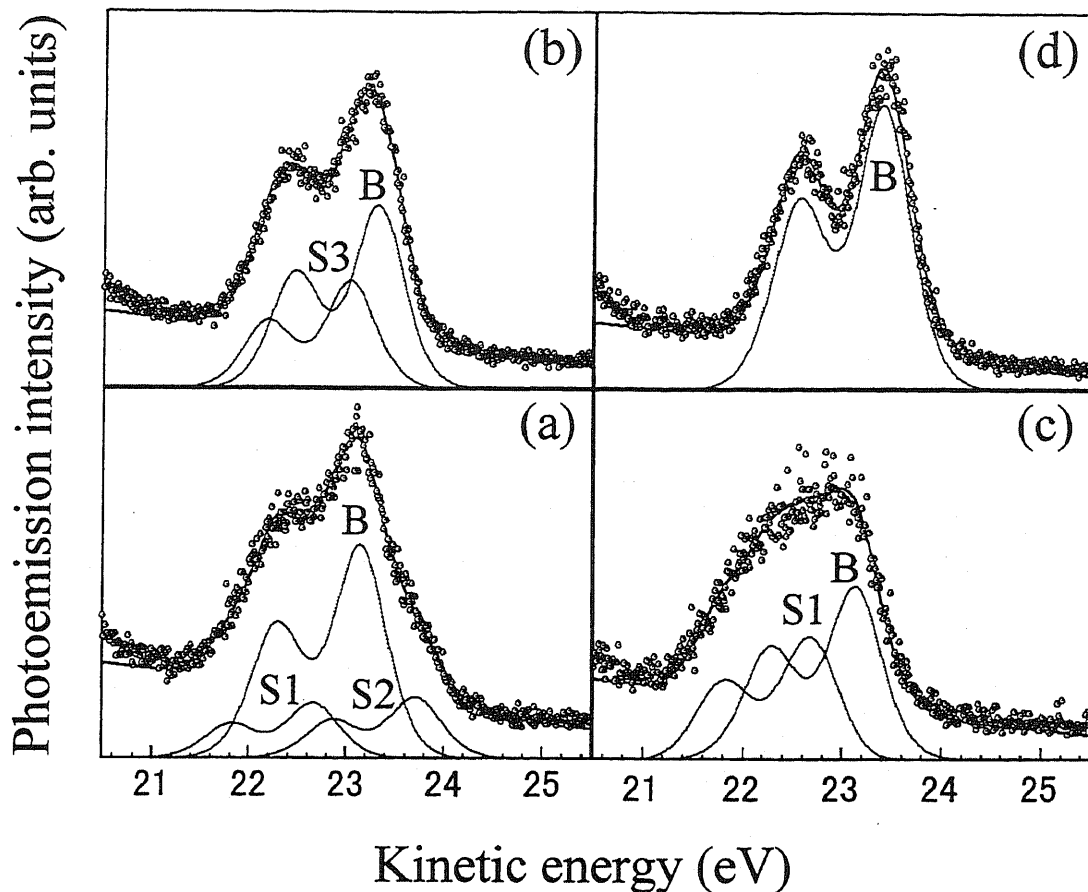 Photoemission intensity (arb. units)
(b)
B
S3
(d)
B
(a)
B
S1
S2
(c)
B
S1
21 22 23 24 25
21 22 23 24 25
Kinetic energy (eV)